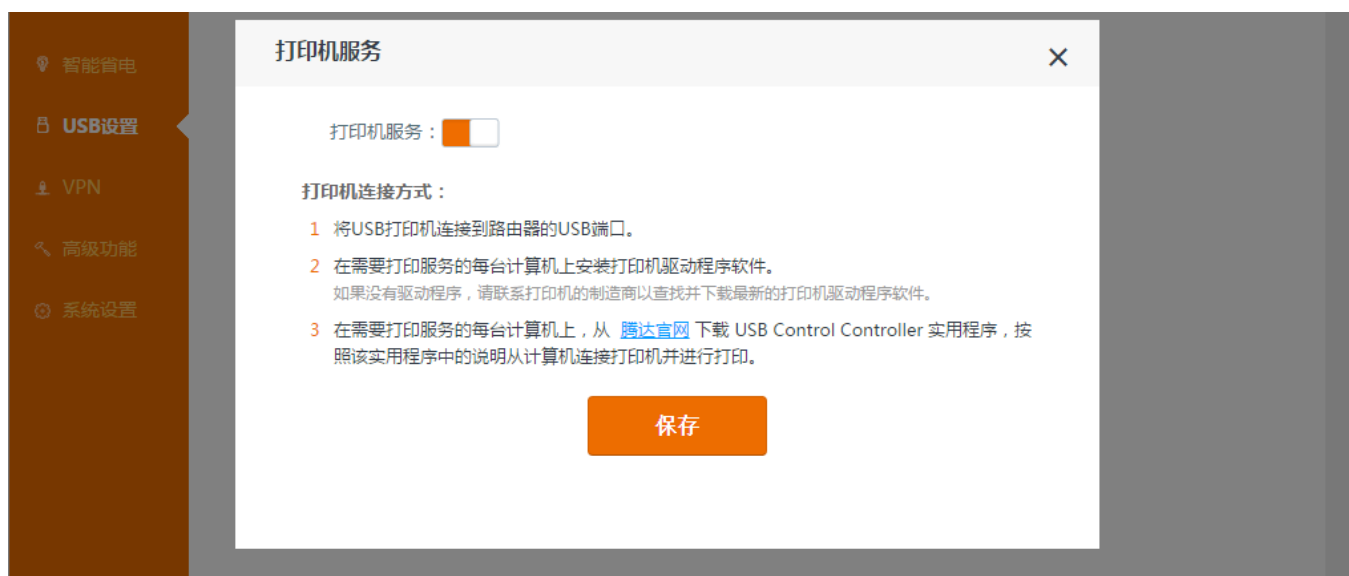 智能省电
USB设置
VPN
高级功能
系统设置
打印机服务
打印机服务：
打印机连接方式：
1 将USB打印机连接到路由器的USB端口。
2 在需要打印服务的每台计算机上安装打印机驱动程序软件。
如果没有驱动程序，请联系打印机的制造商以查找并下载最新的打印机驱动程序软件。
3 在需要打印服务的每台计算机上，从 腾达官网 下载 USB Control Controller 实用程序，按
照该实用程序中的说明从计算机连接打印机并进行打印。
保存